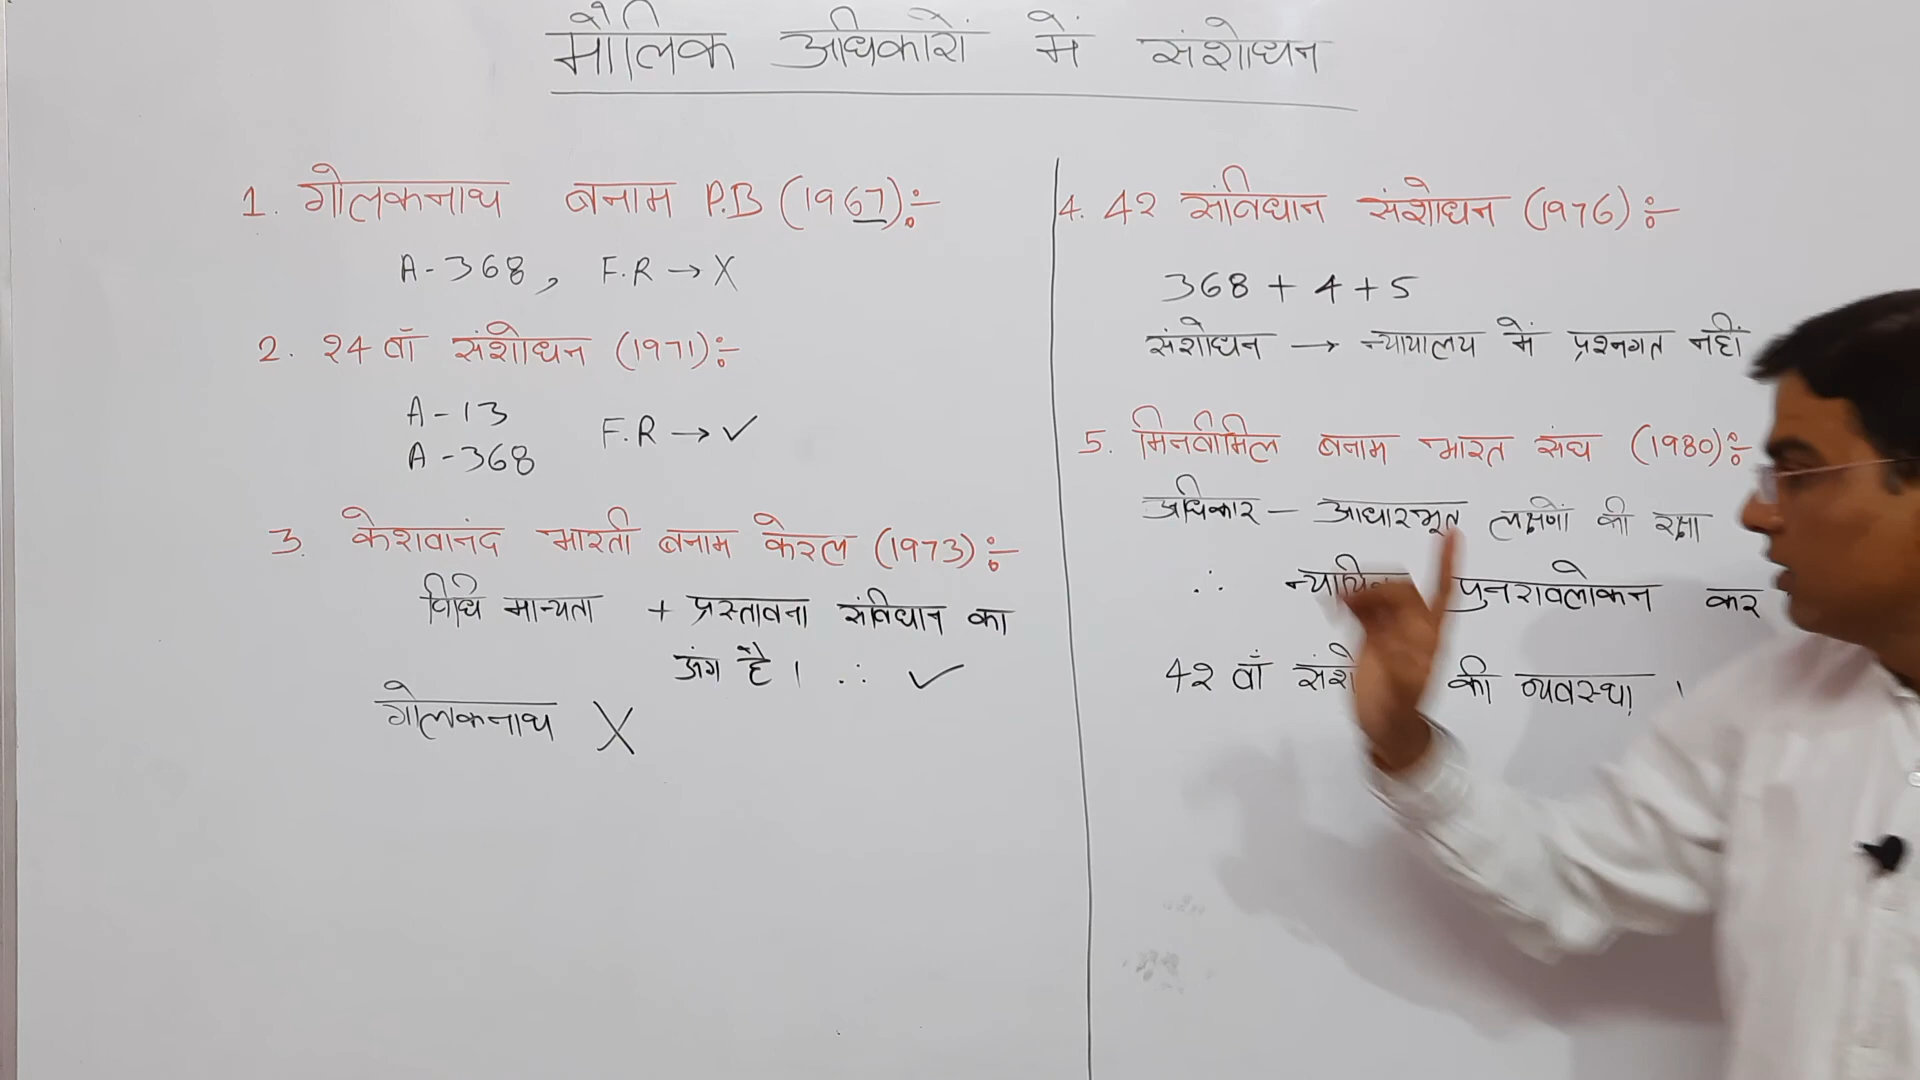 मौलिक अधिकारों में संशोधन
1. गोलकनाथ बनाम P.B (1967):-
A-368, F.R → X
2. 24 वाँ संशोधन (1971):-
A-13
A-368
F.R → ✓
3. केशवानंद भारती बनाम केरल (1973):-
विधि मान्यता + प्रस्तावना संविधान का
अंग है। ∴ ✓
गोलकनाथ X
4. 42 संविधान संशोधन (1976):-
368 + 4 + 5
संशोधन → न्यायालय में प्रश्नगत नहीं
5. मिनर्वामिल बनाम भारत संघ (1980):-
अधिकार - आधारभूत लक्षणों की रक्षा
∴ पुनरावलोकन कर
42 वाँ की व्यवस्था ।